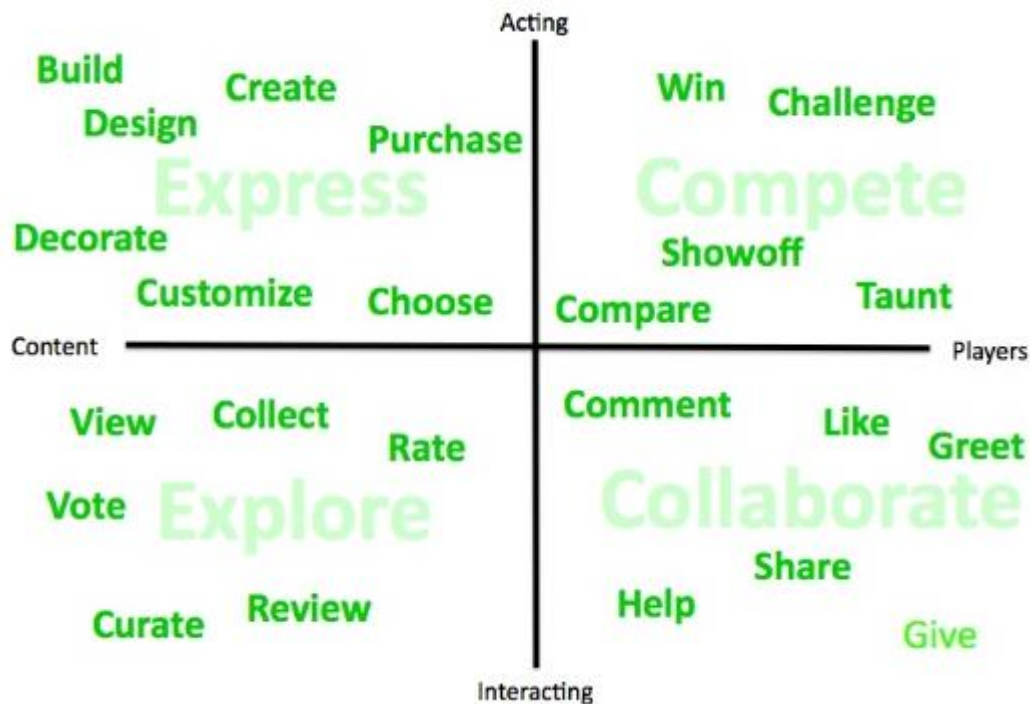 Acting
Build
Create
Design
Purchase
Express
Decorate
Customize
Choose
Win
Challenge
Compete
Showoff
Compare
Taunt
Content
Players
View
Collect
Rate
Vote
Explore
Curate
Review
Comment
Like
Greet
Collaborate
Share
Help
Give
Interacting